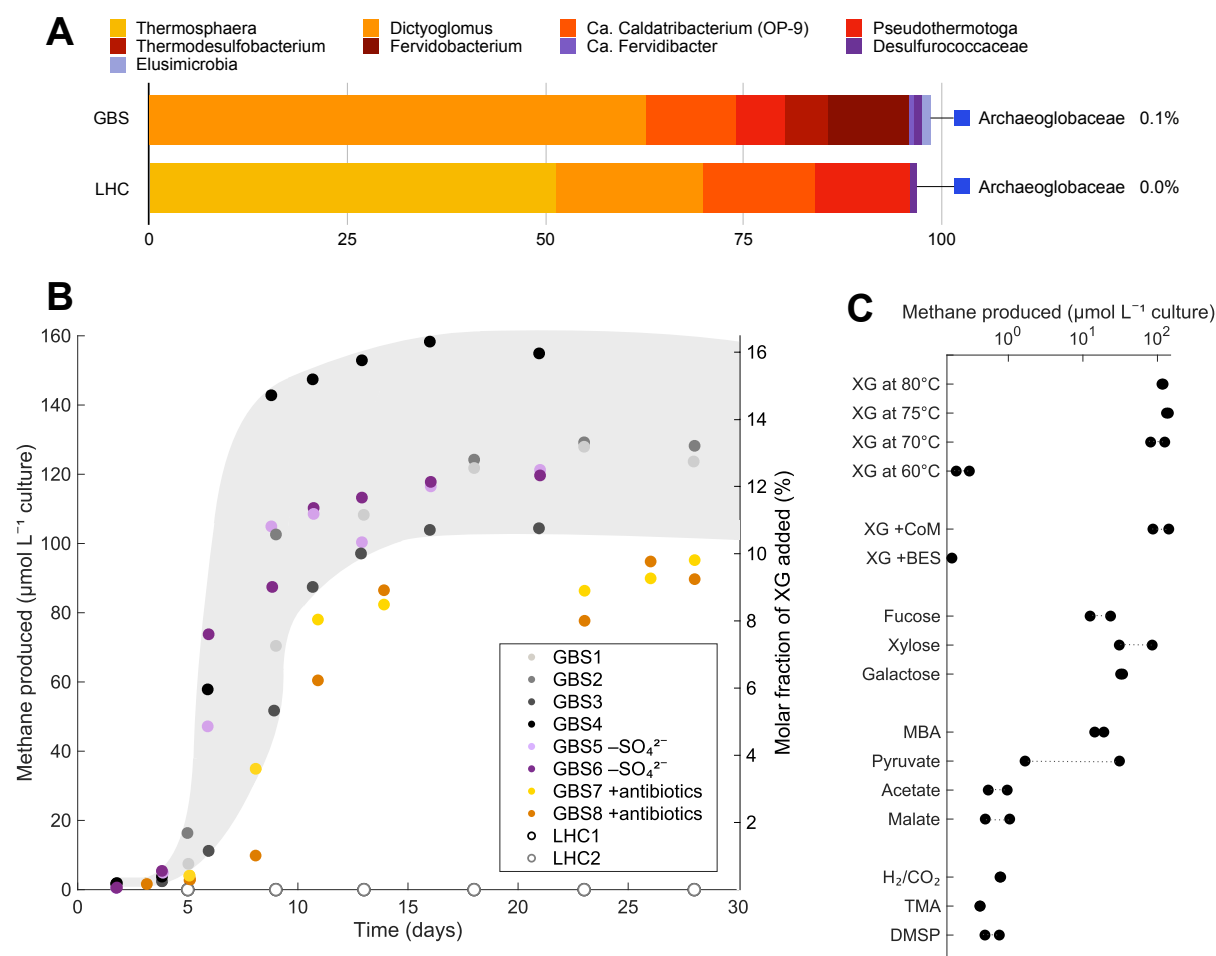 A
Thermosphaera Dictyoglomus Ca. Caldatribacterium (OP-9) Pseudothermotoga
Thermodesulfobacterium Fervidobacterium Ca. Fervidibacter Desulfurococcaceae
Elusimicrobia
GBS Archaeoglobaceae 0.1%
LHC Archaeoglobaceae 0.0%
0 25 50 75 100
B
Methane produced (μmol L⁻¹ culture)
160
140
120
100
80
60
40
20
0
0 5 10 15 20 25 30
Time (days)
16
14
12
10
8
6
4
2
Molar fraction of XG added (%)
GBS1
GBS2
GBS3
GBS4
GBS5 –SO₄²⁻
GBS6 –SO₄²⁻
GBS7 +antibiotics
GBS8 +antibiotics
LHC1
LHC2
C
Methane produced (μmol L⁻¹ culture)
10⁰ 10¹ 10²
XG at 80°C
XG at 75°C
XG at 70°C
XG at 60°C
XG +CoM
XG +BES
Fucose
Xylose
Galactose
MBA
Pyruvate
Acetate
Malate
H₂/CO₂
TMA
DMSP